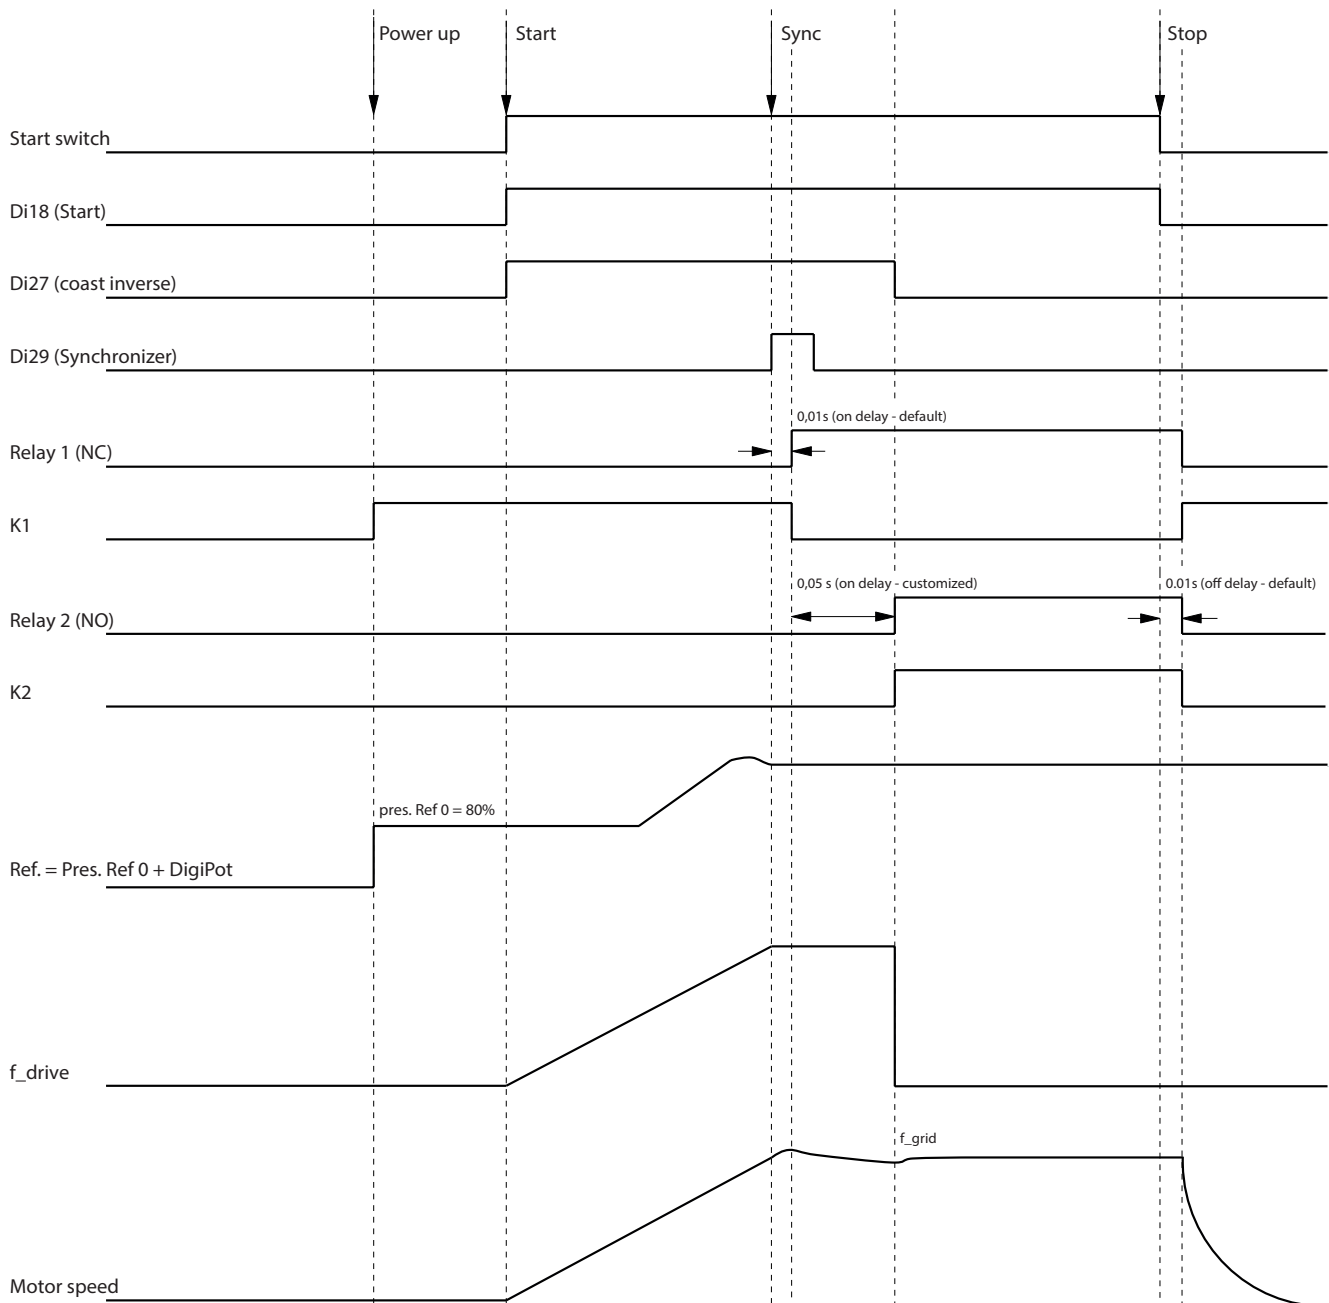 Power up
Start
Sync
Stop
Start switch
Di18 (Start)
Di27 (coast inverse)
Di29 (Synchronizer)
0,01s (on delay - default)
Relay 1 (NC)
K1
0,05 s (on delay - customized)
0.01s (off delay - default)
Relay 2 (NO)
K2
pres. Ref 0 = 80%
Ref. = Pres. Ref 0 + DigiPot
f_drive
f_grid
Motor speed